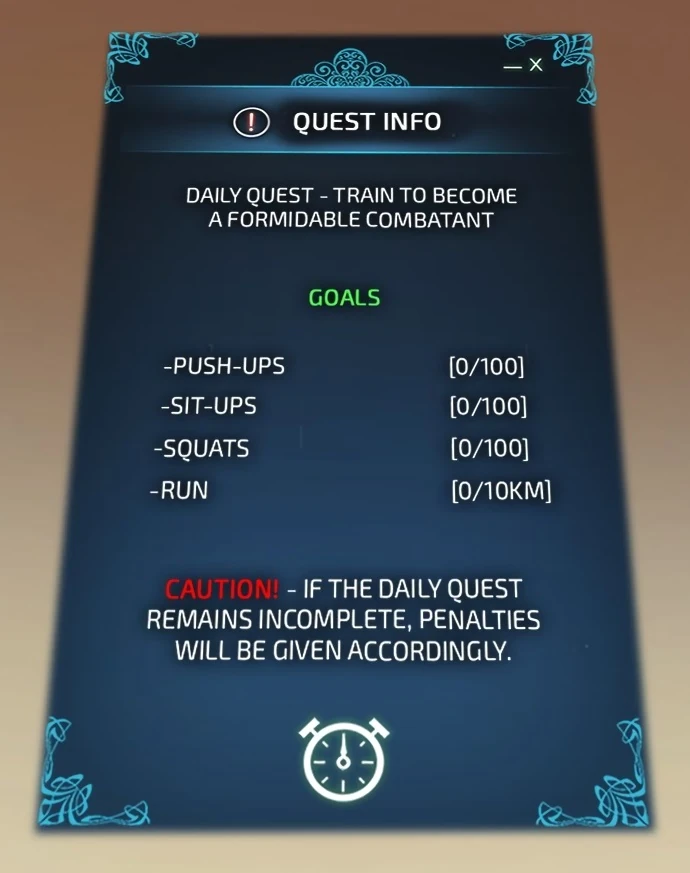 — X
! QUEST INFO
DAILY QUEST - TRAIN TO BECOME
A FORMIDABLE COMBATANT
GOALS
-PUSH-UPS [0/100]
-SIT-UPS [0/100]
-SQUATS [0/100]
-RUN [0/10KM]
CAUTION! - IF THE DAILY QUEST
REMAINS INCOMPLETE, PENALTIES
WILL BE GIVEN ACCORDINGLY.